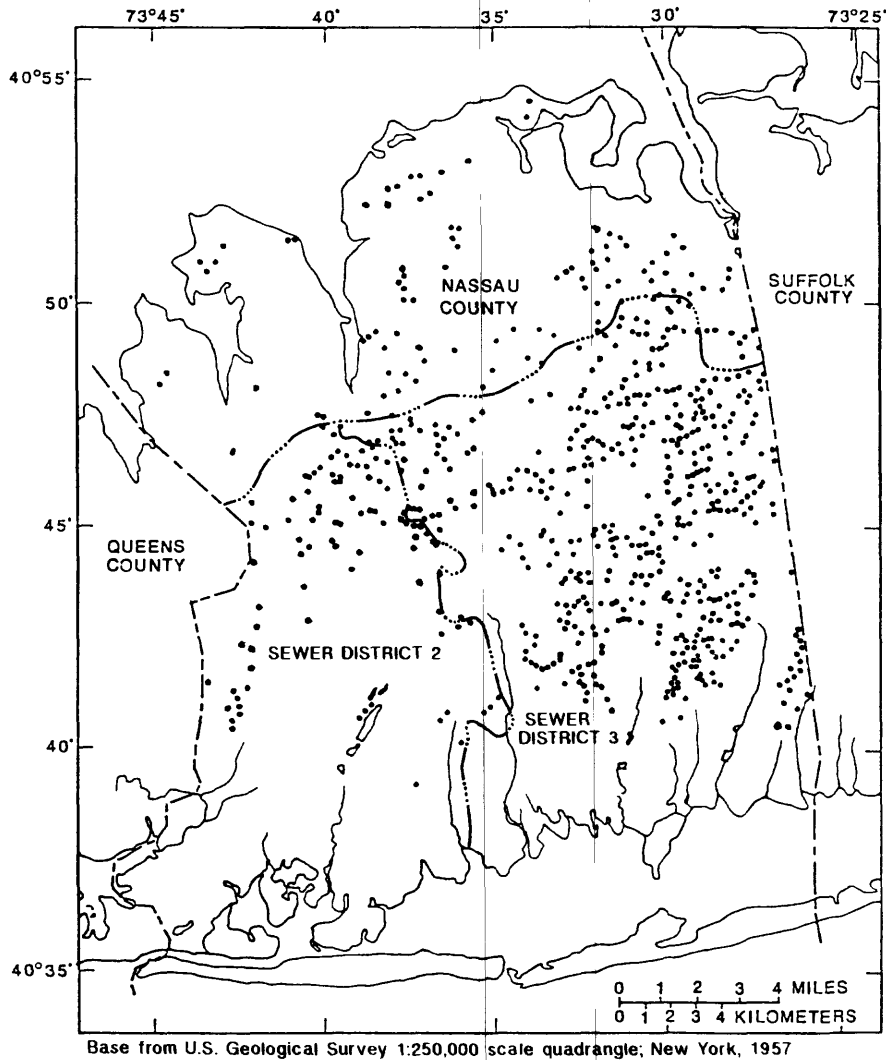 73°45' 40' 35' 30' 73°25'
40°55'
50'
45'
40'
40°35'
NASSAU
COUNTY
SUFFOLK
COUNTY
QUEENS
COUNTY
SEWER DISTRICT 2
SEWER
DISTRICT 3
0 1 2 3 4 MILES
0 1 2 3 4 KILOMETERS
Base from U.S. Geological Survey 1:250,000 scale quadrangle; New York, 1957